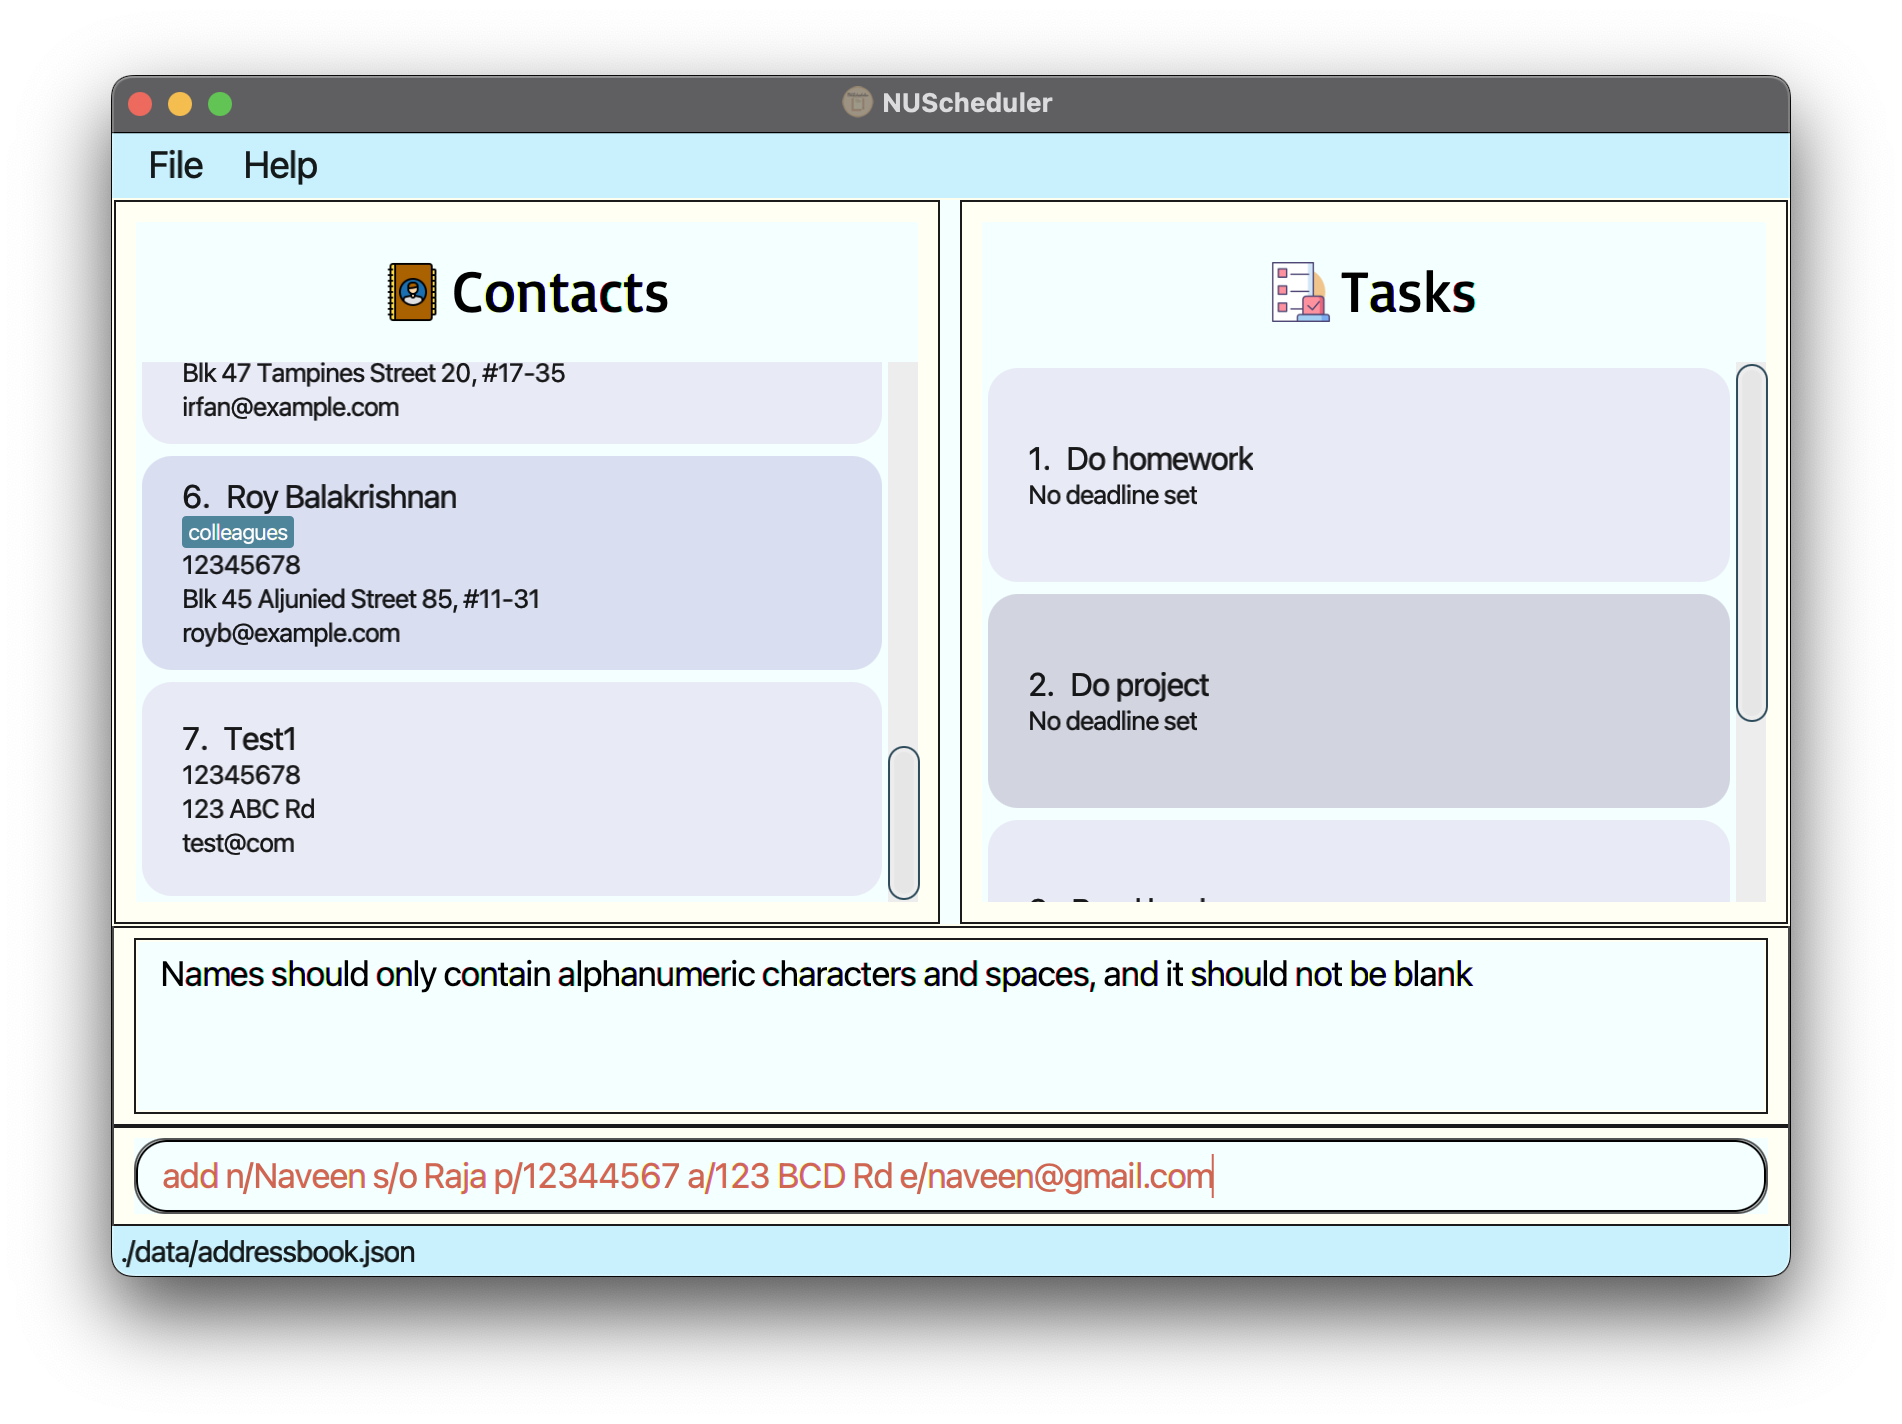 NUScheduler
File Help
Contacts
Blk 47 Tampines Street 20, #17-35
irfan@example.com
6. Roy Balakrishnan
colleagues
12345678
Blk 45 Aljunied Street 85, #11-31
royb@example.com
7. Test1
12345678
123 ABC Rd
test@com
Tasks
1. Do homework
No deadline set
2. Do project
No deadline set
Names should only contain alphanumeric characters and spaces, and it should not be blank
add n/Naveen s/o Raja p/12344567 a/123 BCD Rd e/naveen@gmail.com
./data/addressbook.json